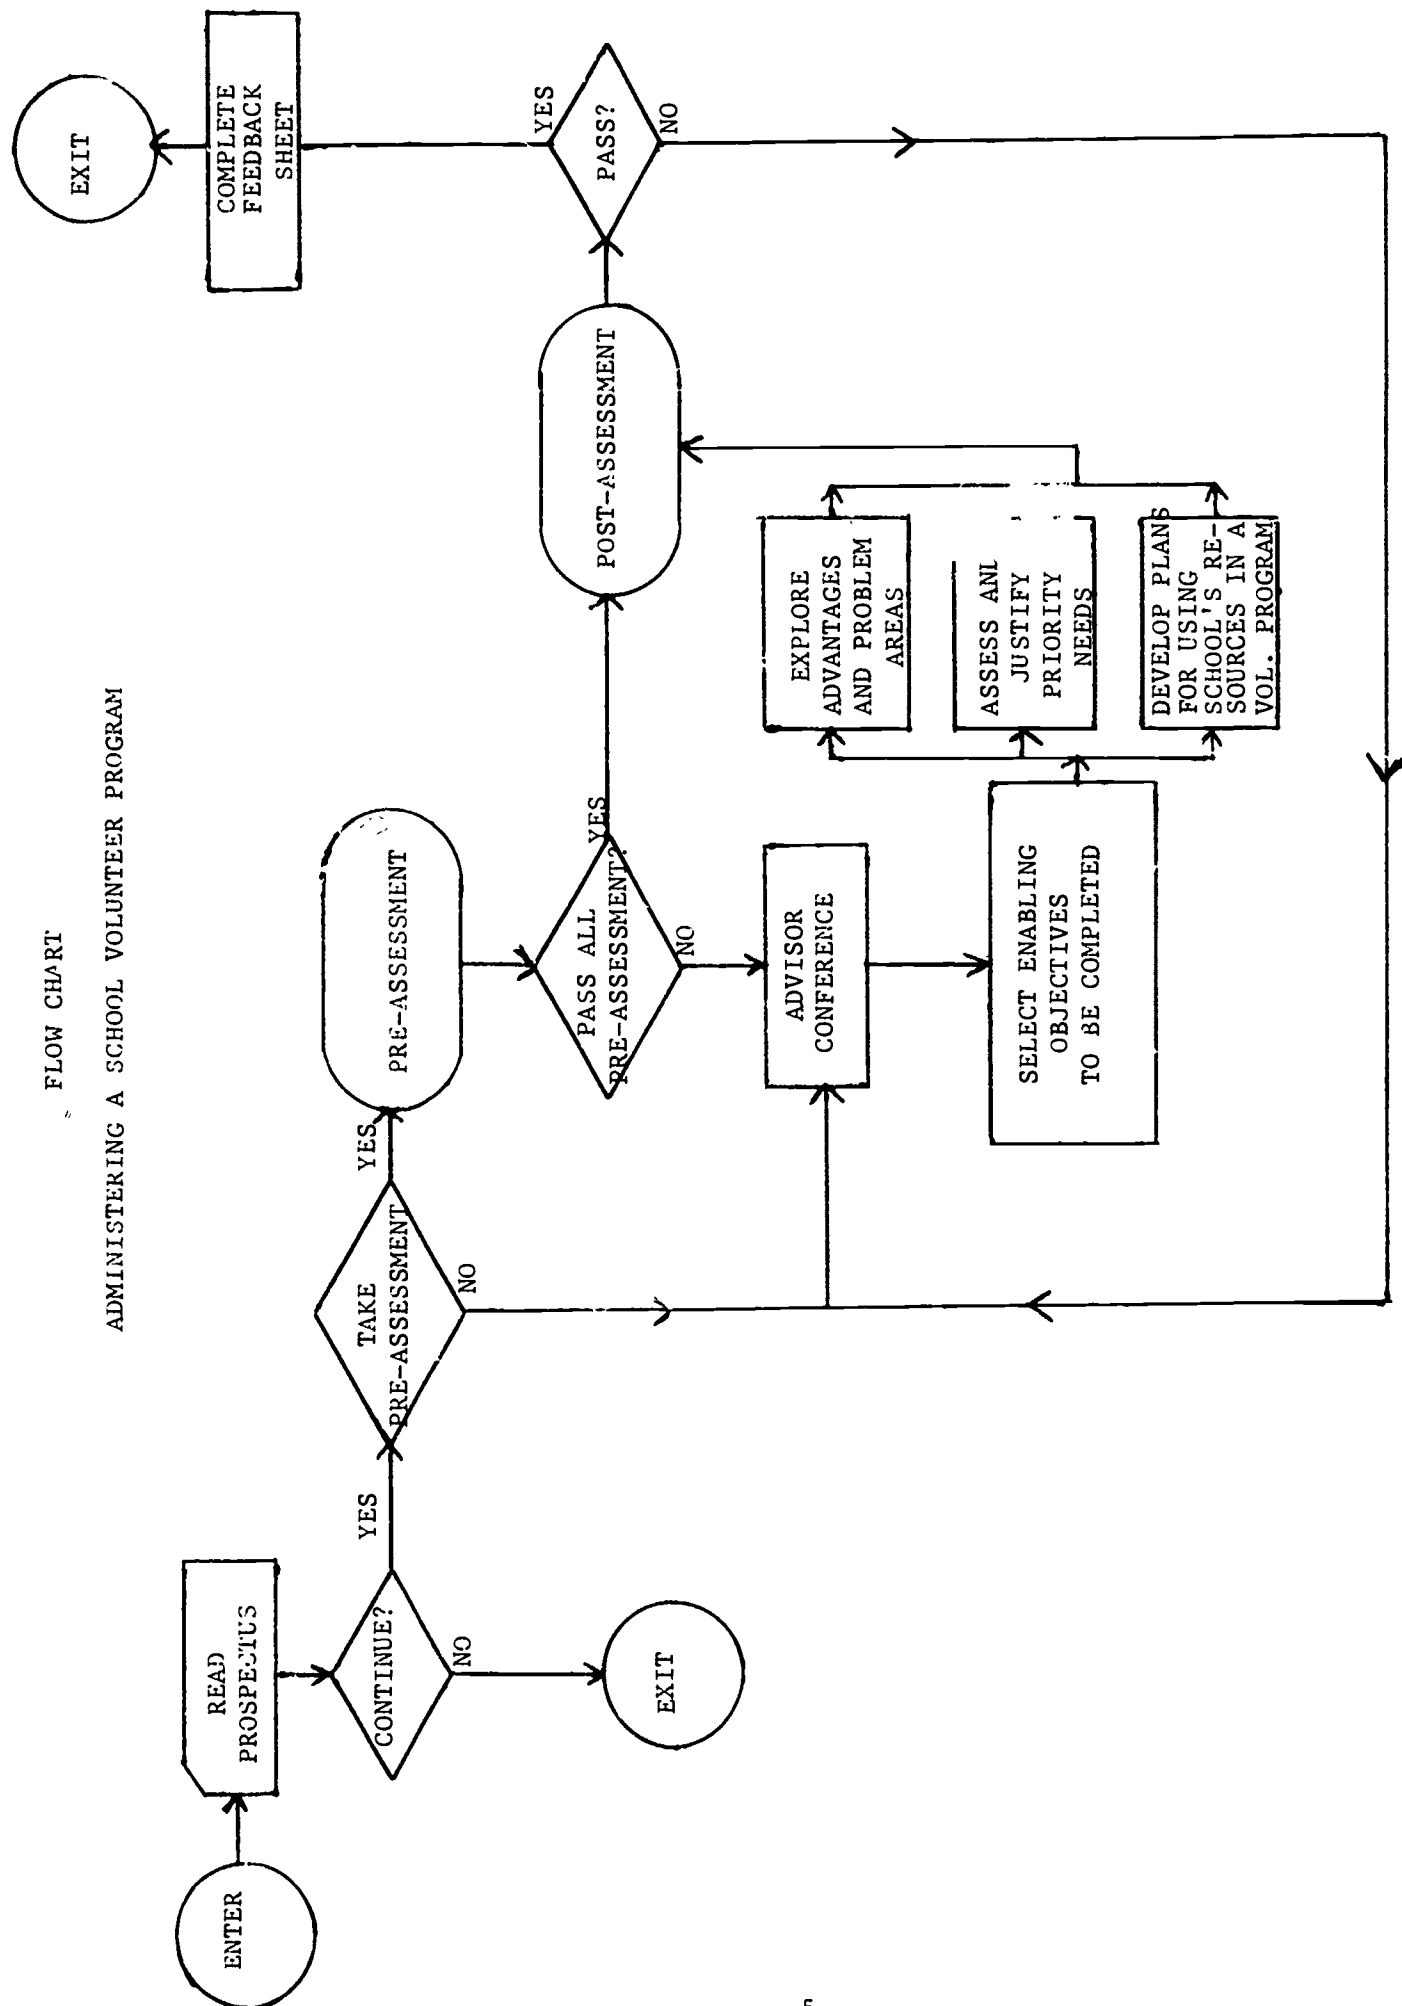 FLOW CHART
ADMINISTERING A SCHOOL VOLUNTEER PROGRAM
ENTER
READ
PROSPECTUS
CONTINUE?
YES
NO
EXIT
TAKE
PRE-ASSESSMENT
YES
NO
PRE-ASSESSMENT
PASS ALL
PRE-ASSESSMENT?
YES
NO
ADVISOR
CONFERENCE
SELECT ENABLING
OBJECTIVES
TO BE COMPLETED
EXPLORE
ADVANTAGES
AND PROBLEM
AREAS
ASSESS AND
JUSTIFY
PRIORITY
NEEDS
DEVELOP PLANS
FOR USING
SCHOOL'S RE-
SOURCES IN A
VOL. PROGRAM
POST-ASSESSMENT
PASS?
YES
NO
COMPLETE
FEEDBACK
SHEET
EXIT
5